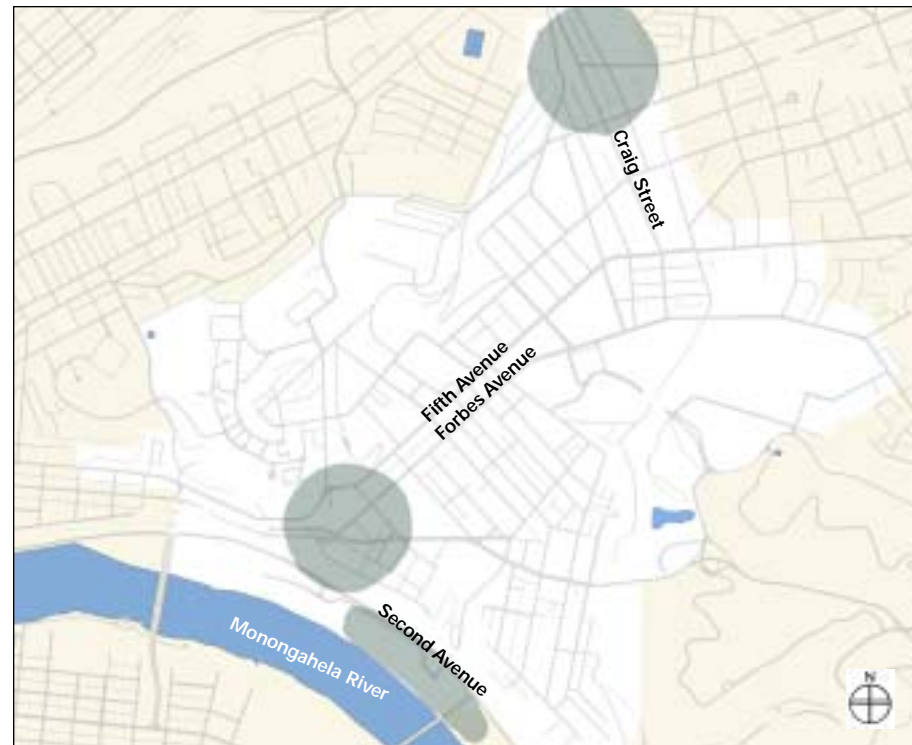 Craig Street
Fifth Avenue
Forbes Avenue
Second Avenue
Monongahela River
N